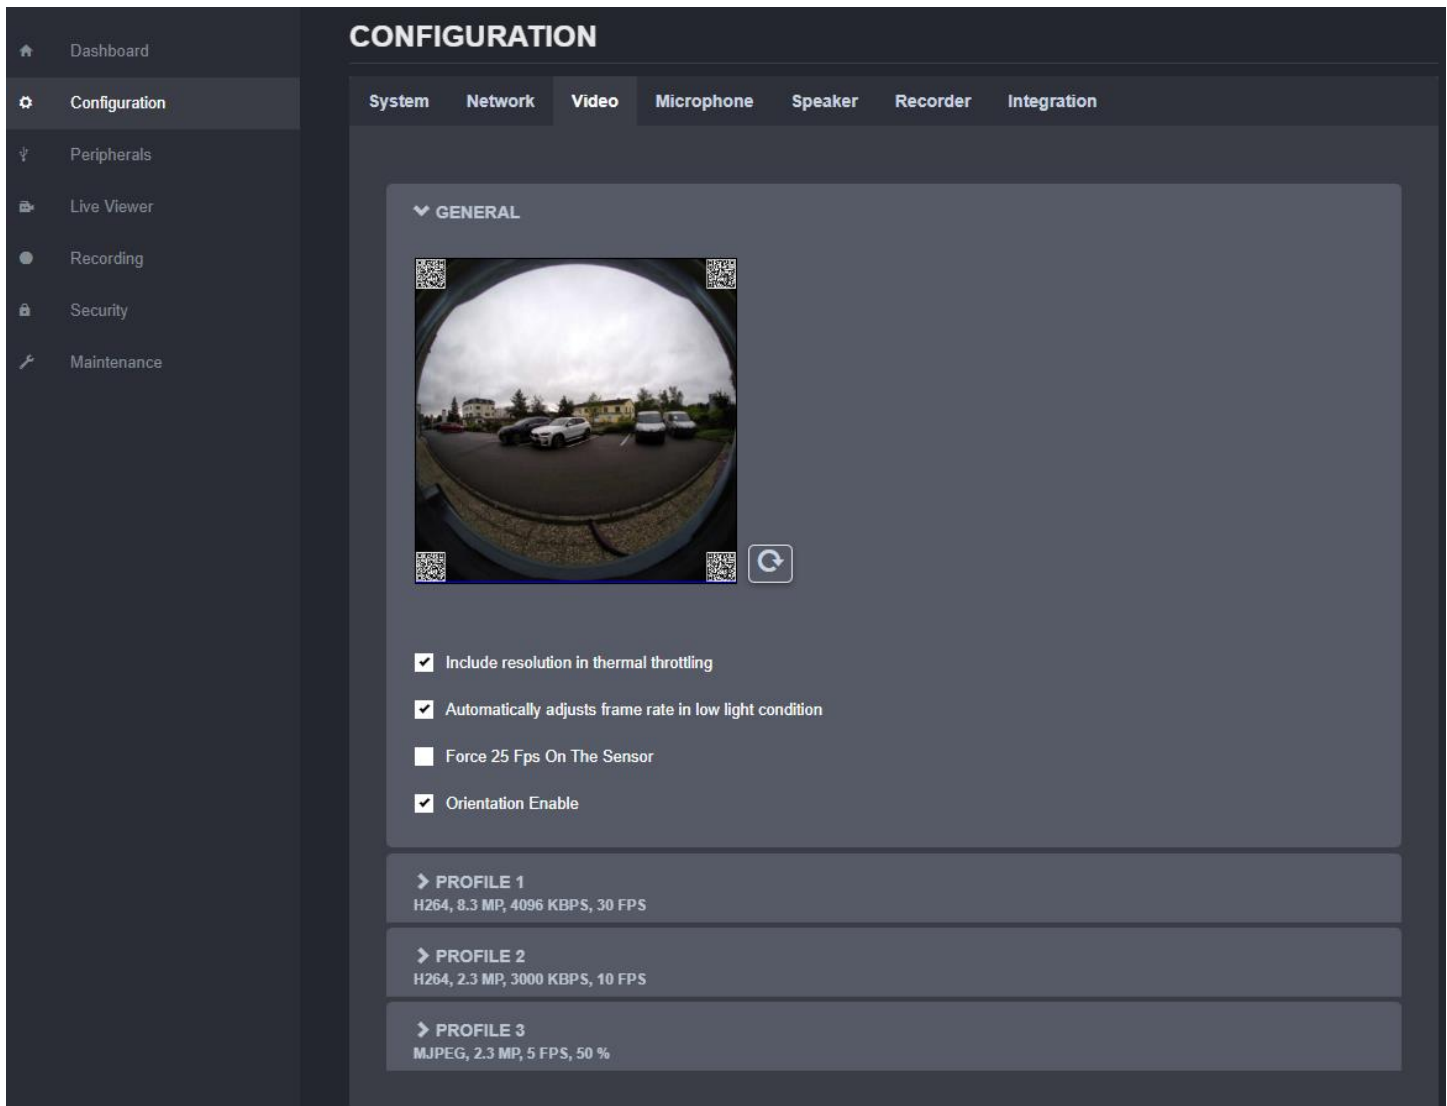 CONFIGURATION
Dashboard
Configuration
Peripherals
Live Viewer
Recording
Security
Maintenance
System Network Video Microphone Speaker Recorder Integration
GENERAL
Include resolution in thermal throttling
Automatically adjusts frame rate in low light condition
Force 25 Fps On The Sensor
Orientation Enable
PROFILE 1
H264, 8.3 MP, 4096 KBPS, 30 FPS
PROFILE 2
H264, 2.3 MP, 3000 KBPS, 10 FPS
PROFILE 3
MJPEG, 2.3 MP, 5 FPS, 50 %